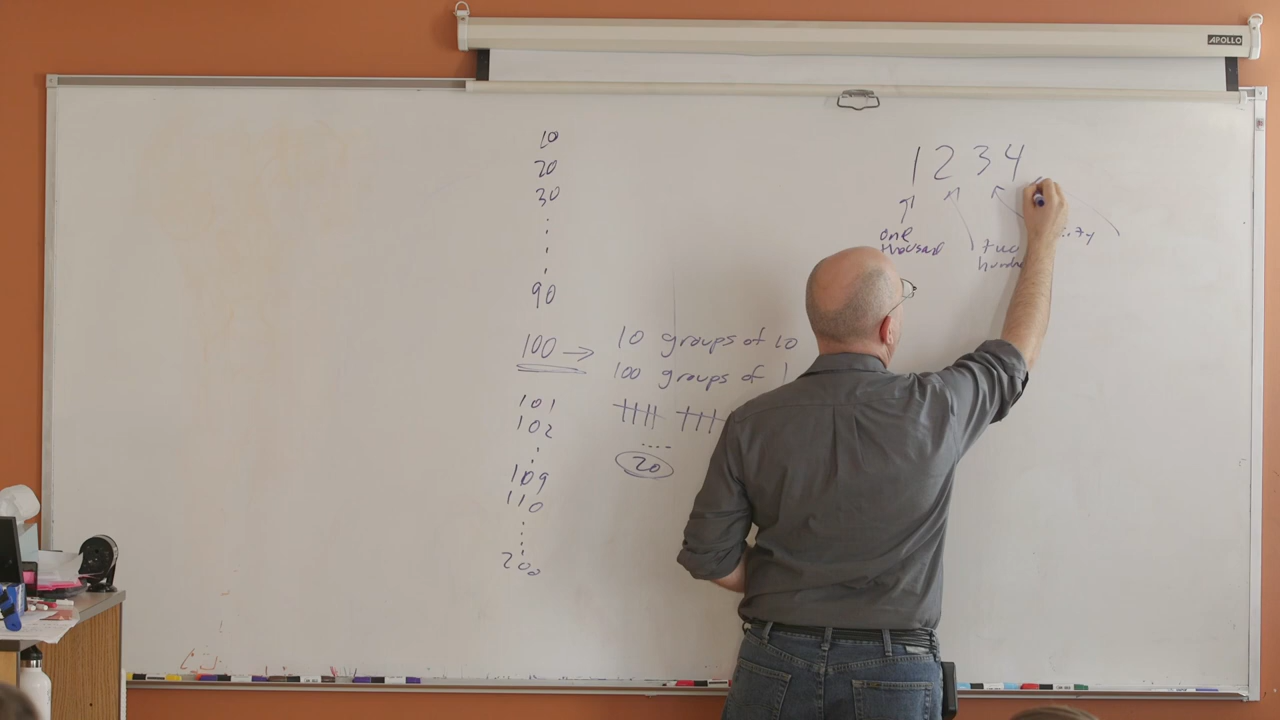 APOLLO
10
20
30
90
100 →
101
102
109
110
200
10 groups of 10
100 groups of 1
20
1 2 3 4
one
thousand
two